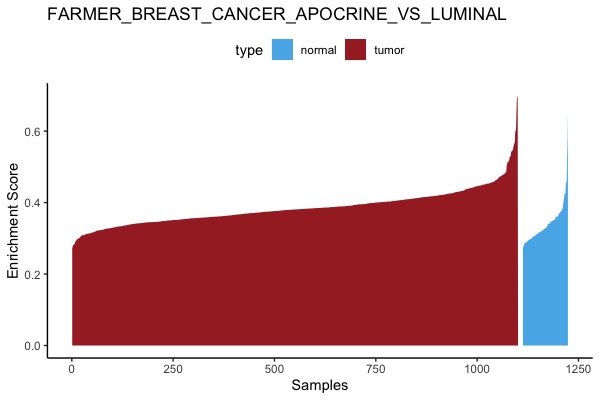 FARMER_BREAST_CANCER_APOCRINE_VS_LUMINAL
type normal tumor
Enrichment Score
0.6
0.4
0.2
0.0
0 250 500 750 1000 1250
Samples